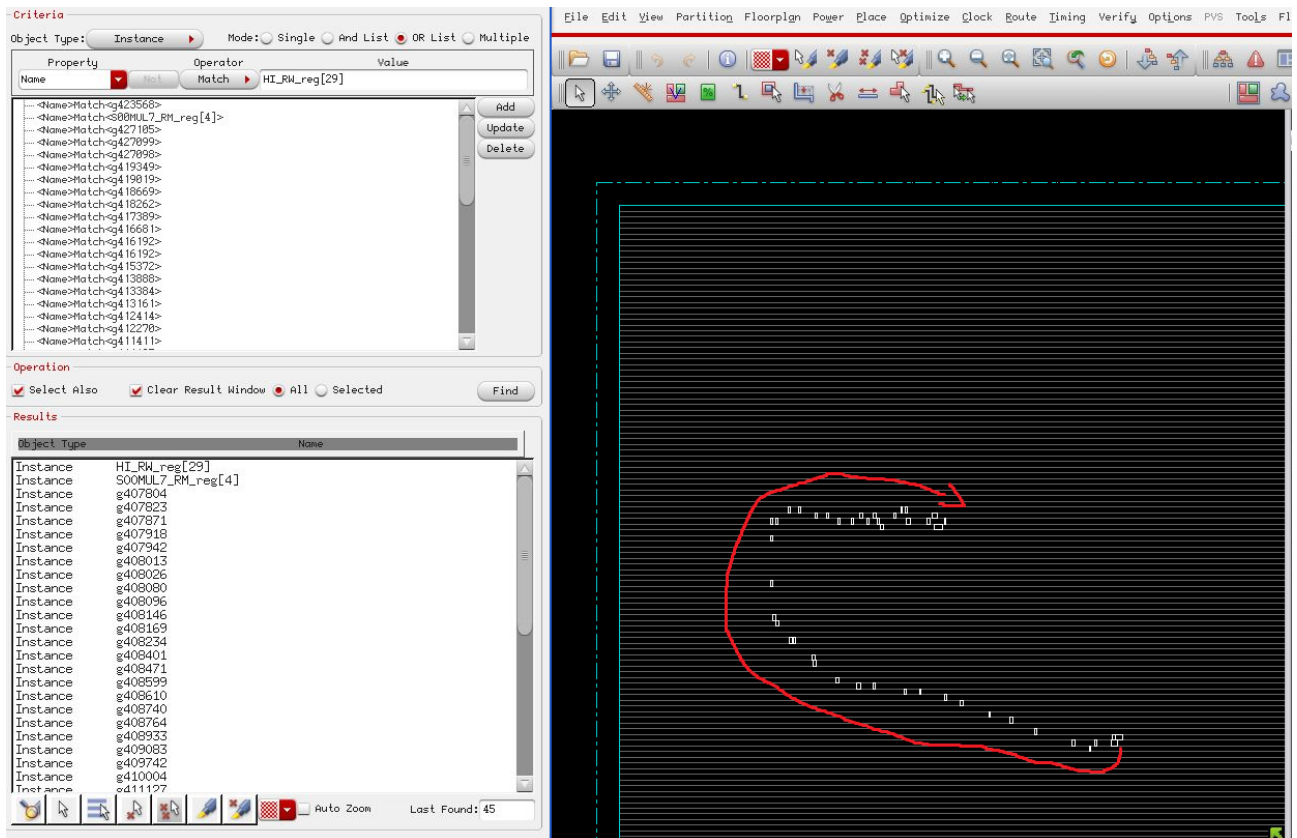 Criteria
Object Type: Instance Mode: Single And List OR List Multiple
Property Operator Value
Name Not Match HI_RW_reg[29]
<Name>Match<g423568>
<Name>Match<S00MUL7_RM_reg[4]>
<Name>Match<g427105>
<Name>Match<g427099>
<Name>Match<g427098>
<Name>Match<g419349>
<Name>Match<g419019>
<Name>Match<g418669>
<Name>Match<g418262>
<Name>Match<g417389>
<Name>Match<g416681>
<Name>Match<g416192>
<Name>Match<g416192>
<Name>Match<g415372>
<Name>Match<g413888>
<Name>Match<g413384>
<Name>Match<g413161>
<Name>Match<g412414>
<Name>Match<g412270>
<Name>Match<g411411>
Add
Update
Delete
Operation
Select Also Clear Result Window All Selected Find
Results
Object Type Name
Instance HI_RW_reg[29]
Instance S00MUL7_RM_reg[4]
Instance g407804
Instance g407823
Instance g407871
Instance g407918
Instance g407942
Instance g408013
Instance g408026
Instance g408080
Instance g408096
Instance g408146
Instance g408169
Instance g408234
Instance g408401
Instance g408471
Instance g408599
Instance g408610
Instance g408740
Instance g408764
Instance g408933
Instance g409083
Instance g409742
Instance g410004
Instance g411127
Auto Zoom Last Found: 45
File Edit View Partition Floorplan Power Place Optimize Clock Route Timing Verify Options PVS Tools Fl